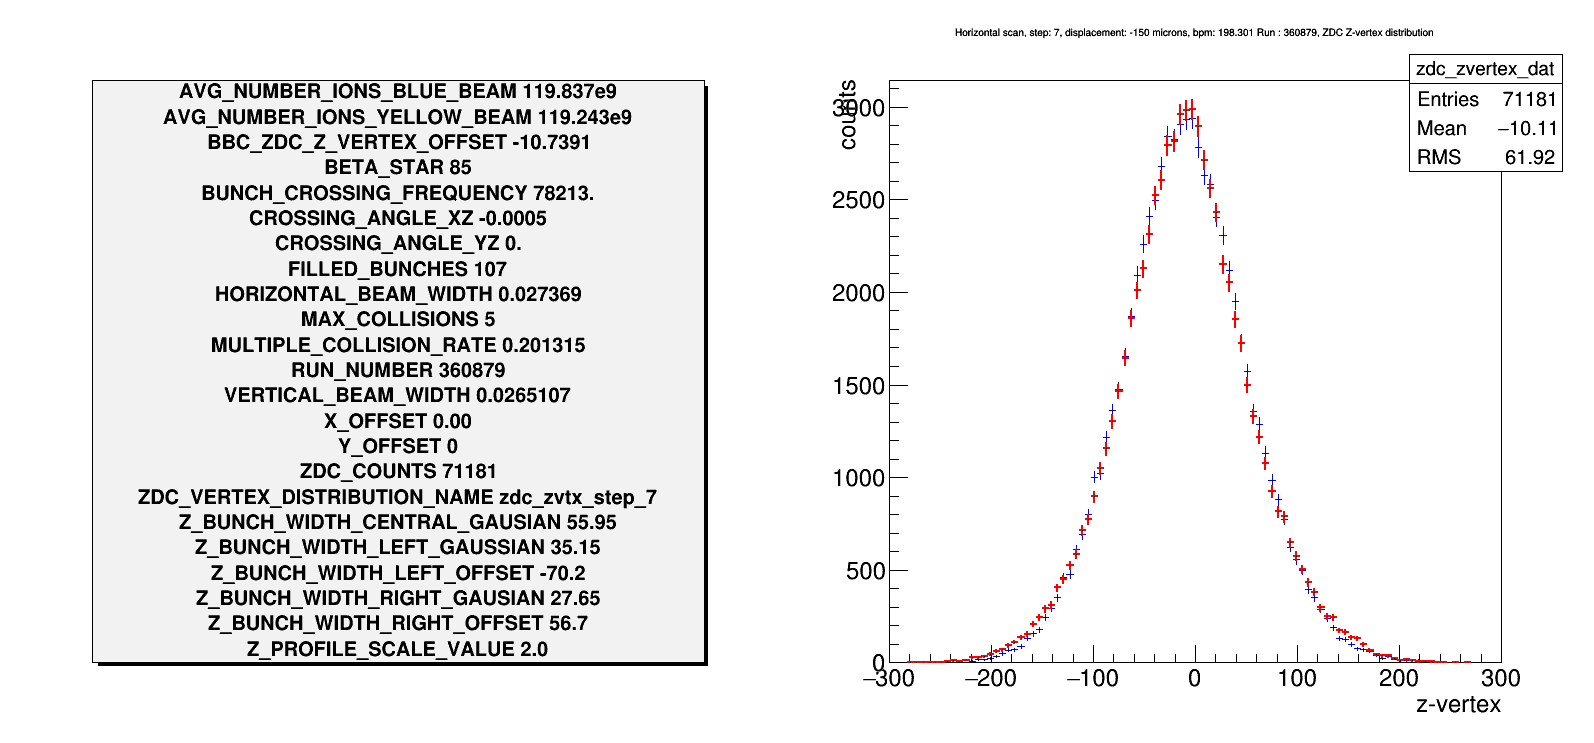 Horizontal scan, step: 7, displacement: -150 microns, bpm: 198.301 Run : 360879, ZDC Z-vertex distribution
AVG_NUMBER_IONS_BLUE_BEAM 119.837e9
AVG_NUMBER_IONS_YELLOW_BEAM 119.243e9
BBC_ZDC_Z_VERTEX_OFFSET -10.7391
BETA_STAR 85
BUNCH_CROSSING_FREQUENCY 78213.
CROSSING_ANGLE_XZ -0.0005
CROSSING_ANGLE_YZ 0.
FILLED_BUNCHES 107
HORIZONTAL_BEAM_WIDTH 0.027369
MAX_COLLISIONS 5
MULTIPLE_COLLISION_RATE 0.201315
RUN_NUMBER 360879
VERTICAL_BEAM_WIDTH 0.0265107
X_OFFSET 0.00
Y_OFFSET 0
ZDC_COUNTS 71181
ZDC_VERTEX_DISTRIBUTION_NAME zdc_zvtx_step_7
Z_BUNCH_WIDTH_CENTRAL_GAUSIAN 55.95
Z_BUNCH_WIDTH_LEFT_GAUSSIAN 35.15
Z_BUNCH_WIDTH_LEFT_OFFSET -70.2
Z_BUNCH_WIDTH_RIGHT_GAUSIAN 27.65
Z_BUNCH_WIDTH_RIGHT_OFFSET 56.7
Z_PROFILE_SCALE_VALUE 2.0
zdc_zvertex_dat
Entries 71181
Mean −10.11
RMS 61.92
counts
3000
2500
2000
1500
1000
500
0
−300 −200 −100 0 100 200 300
z-vertex